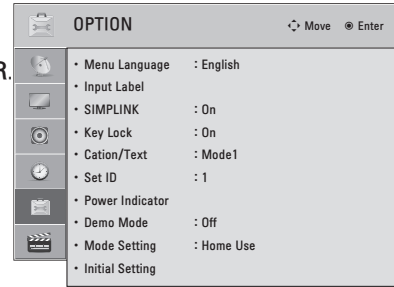 OPTION Move Enter
R.
• Menu Language : English
• Input Label
• SIMPLINK : On
• Key Lock : On
• Cation/Text : Mode1
• Set ID : 1
• Power Indicator
• Demo Mode : Off
• Mode Setting : Home Use
• Initial Setting